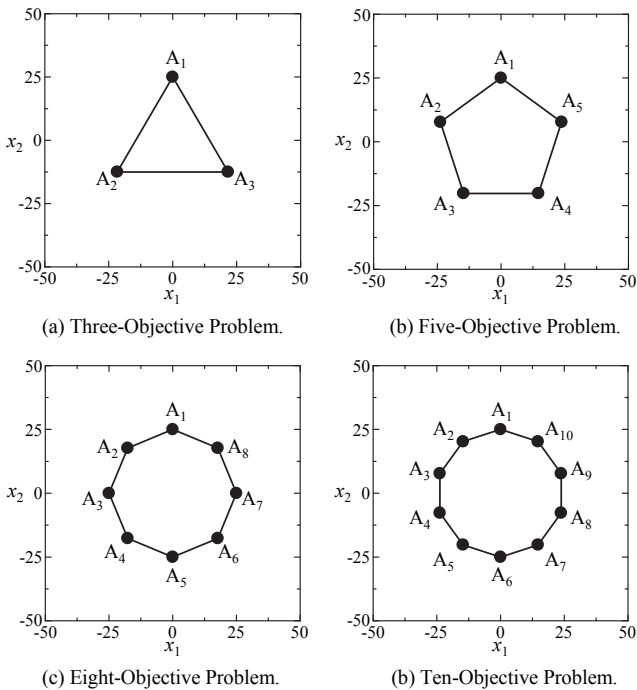 50
25
0
-25
-50
x2
A1
A2
A3
-50 -25 0 25 50
x1
(a) Three-Objective Problem.
50
25
0
-25
-50
x2
A1
A2
A5
A3
A4
-50 -25 0 25 50
x1
(b) Five-Objective Problem.
50
25
0
-25
-50
x2
A1
A2
A8
A3
A7
A4
A6
A5
-50 -25 0 25 50
x1
(c) Eight-Objective Problem.
50
25
0
-25
-50
x2
A1
A2
A10
A3
A9
A4
A8
A5
A7
A6
-50 -25 0 25 50
x1
(b) Ten-Objective Problem.